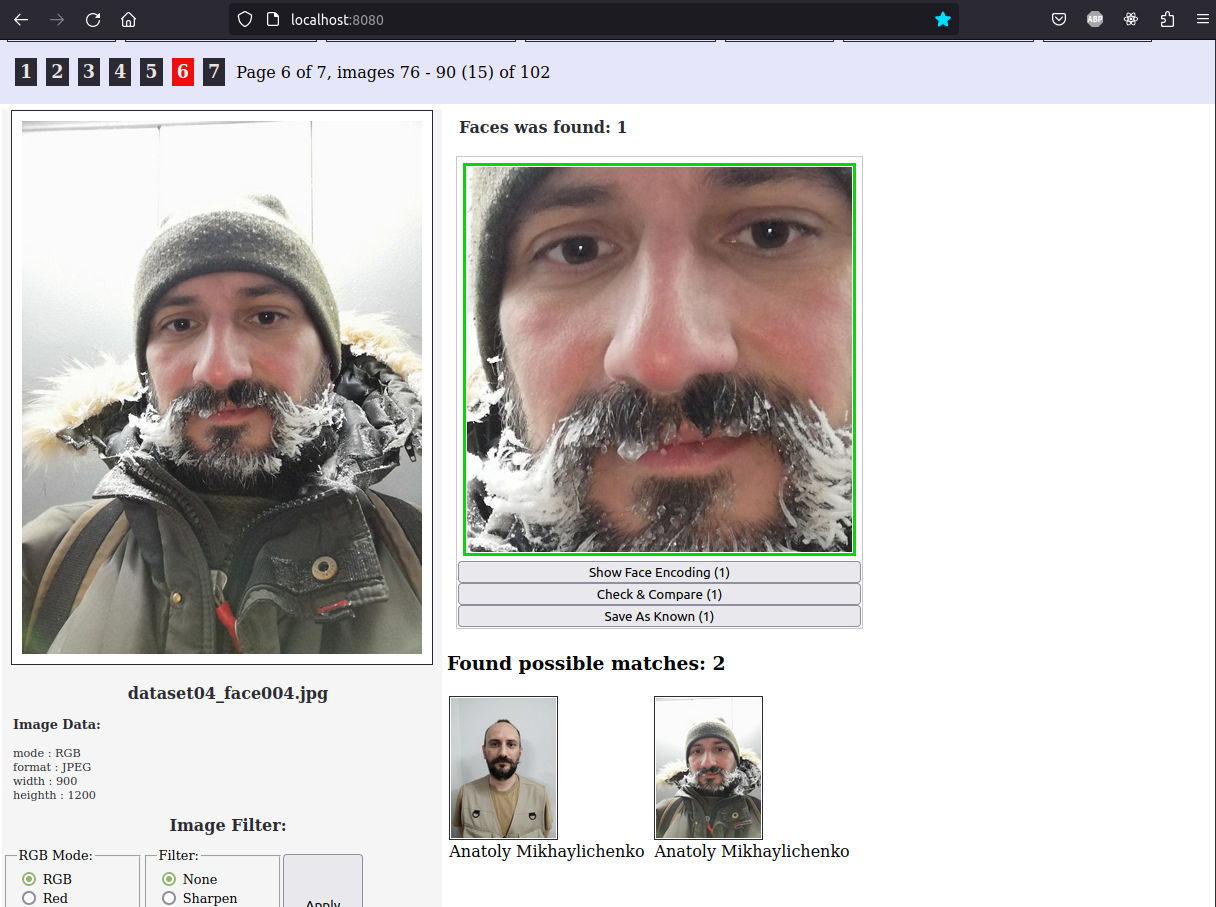 localhost:8080
ABP
1 2 3 4 5 6 7 Page 6 of 7, images 76 - 90 (15) of 102
Faces was found: 1
Show Face Encoding (1)
Check & Compare (1)
Save As Known (1)
Found possible matches: 2
Anatoly Mikhaylichenko Anatoly Mikhaylichenko
dataset04_face004.jpg
Image Data:
mode : RGB
format : JPEG
width : 900
heighth : 1200
Image Filter:
RGB Mode: Filter:
RGB None
Red Sharpen
Apply